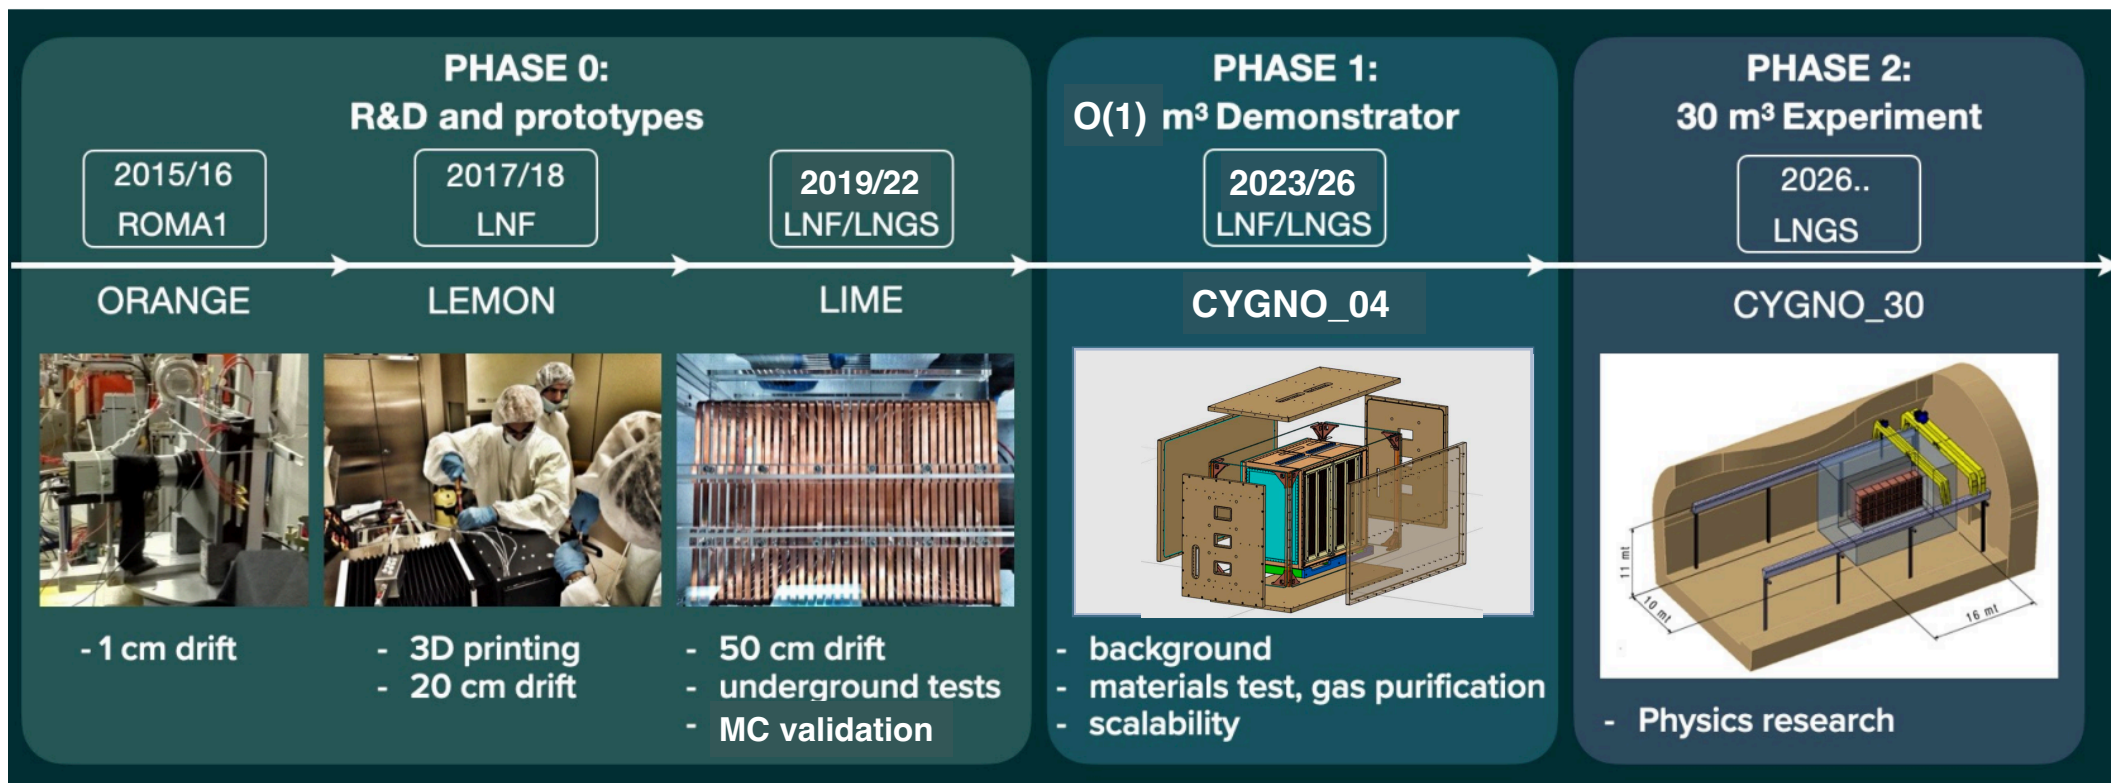 PHASE 0:
R&D and prototypes
2015/16
ROMA1
ORANGE
- 1 cm drift
2017/18
LNF
LEMON
- 3D printing
- 20 cm drift
2019/22
LNF/LNGS
LIME
- 50 cm drift
- underground tests
- MC validation
PHASE 1:
O(1) m³ Demonstrator
2023/26
LNF/LNGS
CYGNO_04
- background
- materials test, gas purification
- scalability
PHASE 2:
30 m³ Experiment
2026..
LNGS
CYGNO_30
11 mt
10 mt
16 mt
- Physics research